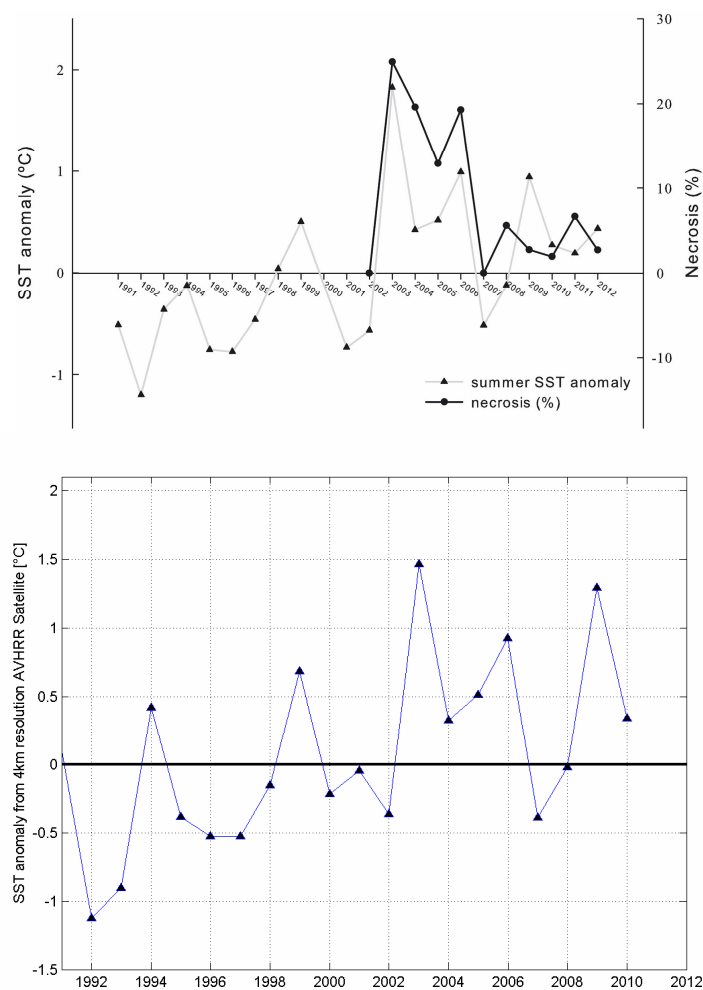 30
2
20
1
10
SST anomaly (ºC)
Necrosis (%)
0
0
1991 1992 1993 1994 1995 1996 1997 1998 1999 2000 2001 2002 2003 2004 2005 2006 2007 2008 2009 2010 2011 2012
-10
-1
summer SST anomaly
necrosis (%)
2
1.5
1
0.5
SST anomaly from 4km resolution AVHRR Satellite [°C]
0
-0.5
-1
-1.5
1992 1994 1996 1998 2000 2002 2004 2006 2008 2010 2012